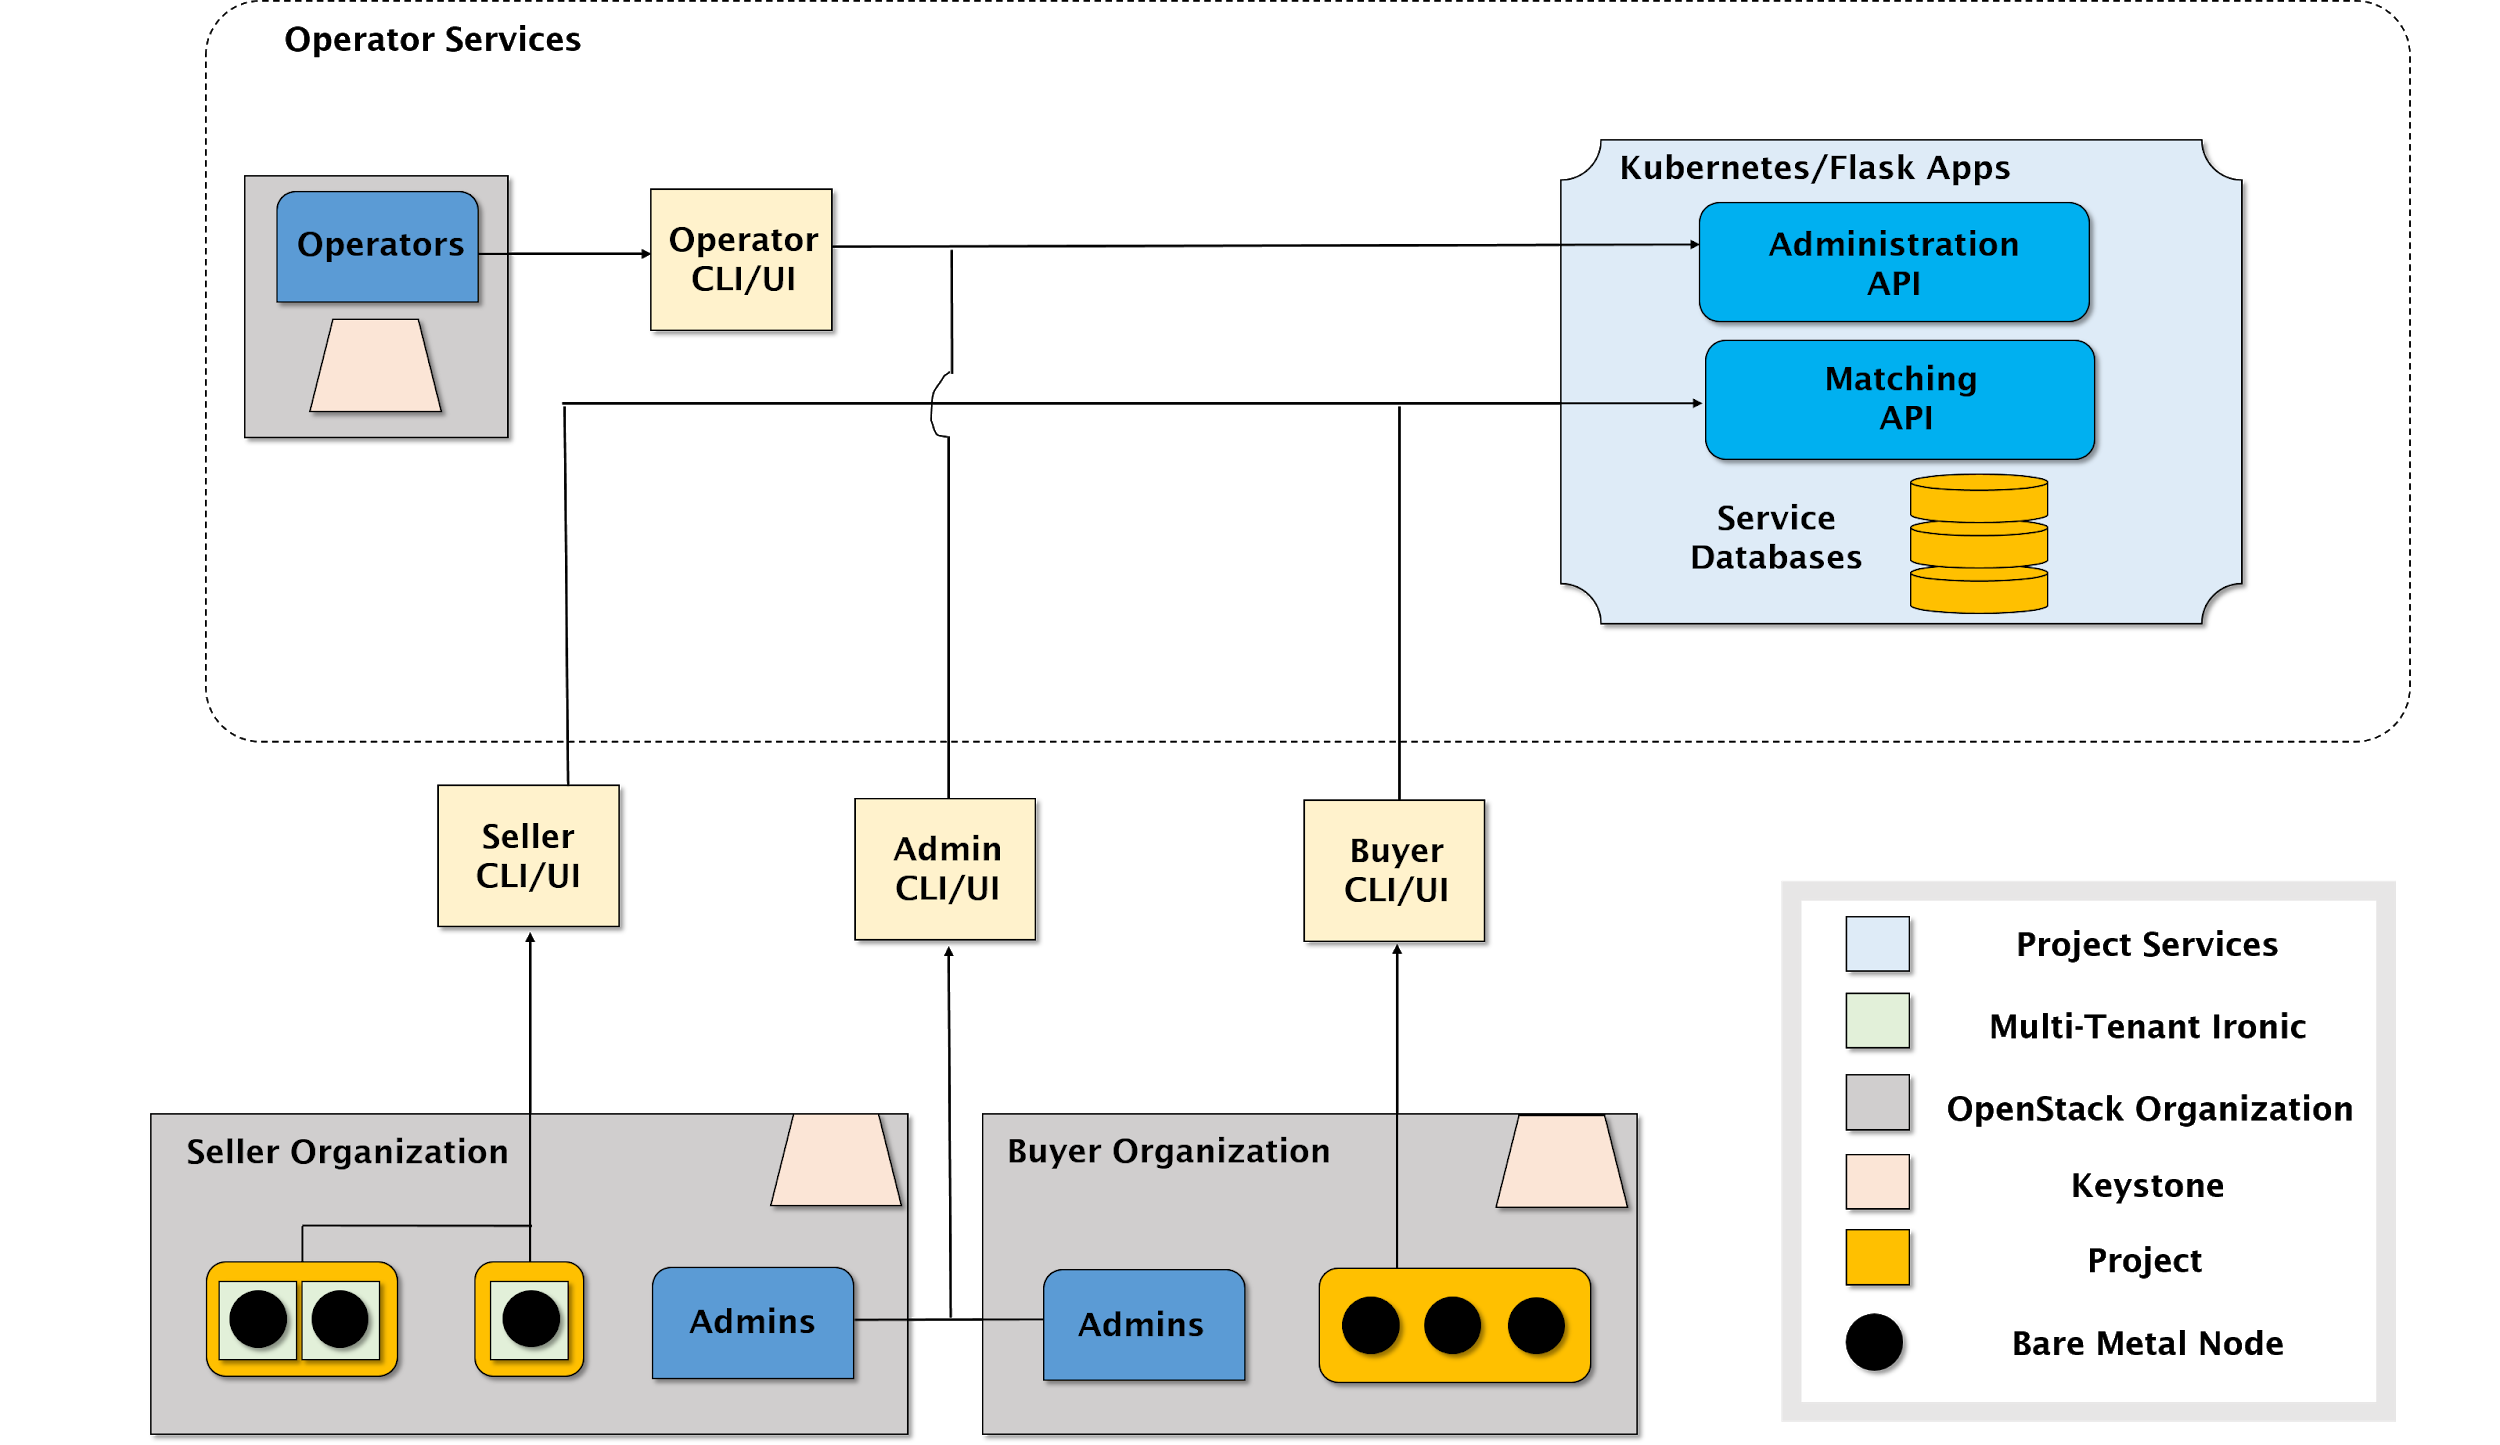 Operator Services
Kubernetes/Flask Apps
Operators
Operator
CLI/UI
Administration
API
Matching
API
Service
Databases
Seller
CLI/UI
Admin
CLI/UI
Buyer
CLI/UI
Seller Organization
Admins
Buyer Organization
Admins
Project Services
Multi-Tenant Ironic
OpenStack Organization
Keystone
Project
Bare Metal Node